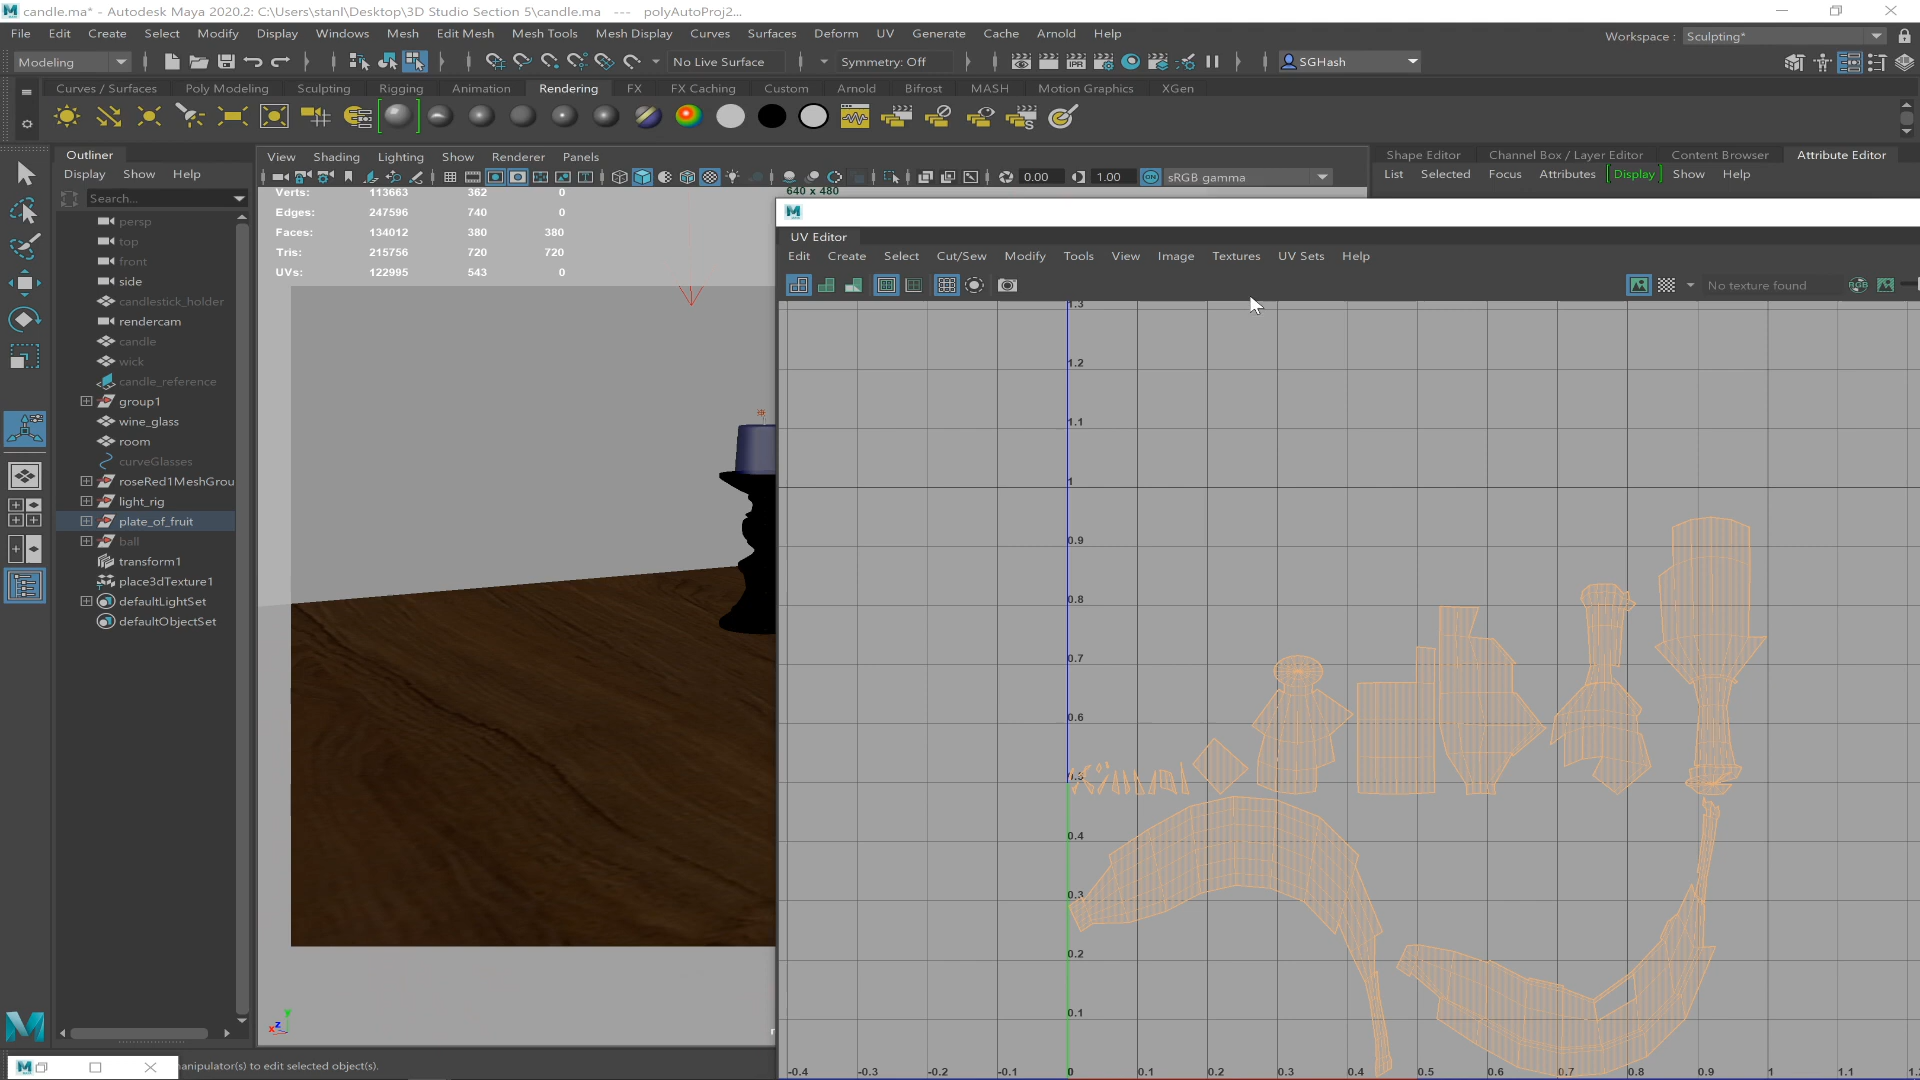 candle.ma* - Autodesk Maya 2020.2: C:\Users\stanl\Desktop\3D Studio Section 5\candle.ma --- polyAutoProj2...
File Edit Create Select Modify Display Windows Mesh Edit Mesh Mesh Tools Mesh Display Curves Surfaces Deform UV Generate Cache Arnold Help
Workspace : Sculpting*
Modeling No Live Surface Symmetry: Off SGHash
Curves / Surfaces Poly Modeling Sculpting Rigging Animation Rendering FX FX Caching Custom Arnold Bifrost MASH Motion Graphics XGen
Outliner
Display Show Help
Search...
persp
top
front
side
candlestick_holder
rendercam
candle
wick
candle_reference
group1
wine_glass
room
curveGlasses
roseRed1MeshGrou
light_rig
plate_of_fruit
ball
transform1
place3dTexture1
defaultLightSet
defaultObjectSet
View Shading Lighting Show Renderer Panels
0.00 1.00 ON sRGB gamma
Verts: 113663 362 0
Edges: 247596 740 0
Faces: 134012 380 380
Tris: 215756 720 720
UVs: 122995 543 0
640 x 480
Shape Editor Channel Box / Layer Editor Content Browser Attribute Editor
List Selected Focus Attributes Display Show Help
UV Editor
Edit Create Select Cut/Sew Modify Tools View Image Textures UV Sets Help
No texture found
RGB
1.3
1.2
1.1
1
0.9
0.8
0.7
0.6
0.4
0.3
0.2
0.1
-0.4 -0.3 -0.2 -0.1 0 0.1 0.2 0.3 0.4 0.5 0.6 0.7 0.8 0.9 1 1.1
anipulator(s) to edit selected object(s).